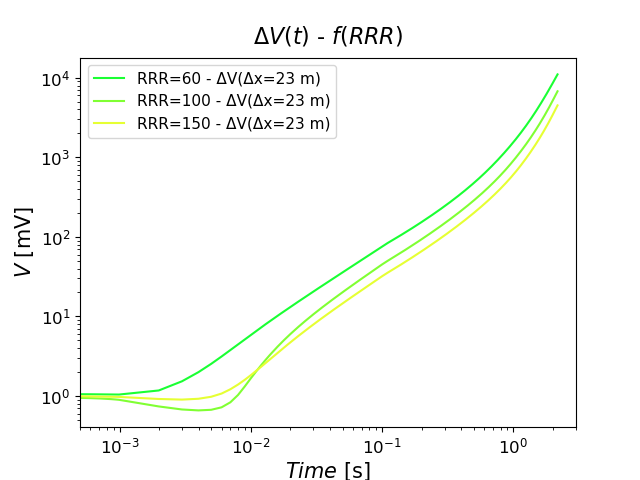 ΔV(t) - f(RRR)
RRR=60 - ΔV(Δx=23 m)
RRR=100 - ΔV(Δx=23 m)
RRR=150 - ΔV(Δx=23 m)
V [mV]
10⁴
10³
10²
10¹
10⁰
10⁻³ 10⁻² 10⁻¹ 10⁰
Time [s]